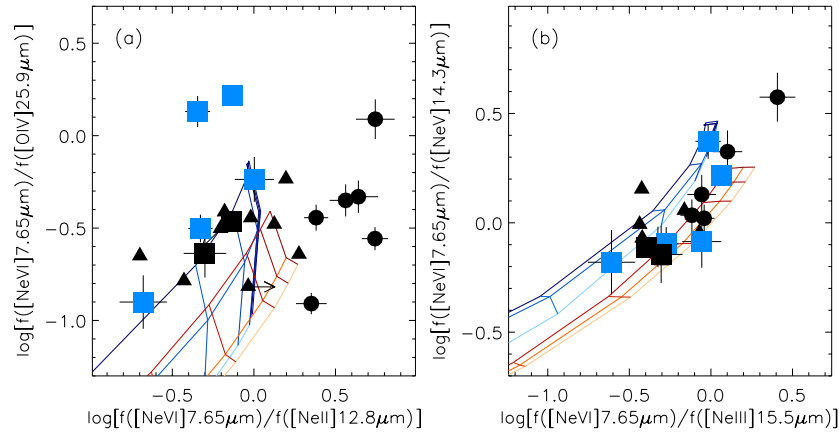 (a)
0.5
0.0
−0.5
−1.0
log[f([NeVI]7.65μm)/f([OIV]25.9μm)]
−0.5 0.0 0.5
log[f([NeVI]7.65μm)/f([NeII]12.8μm)]
(b)
0.5
0.0
−0.5
log[f([NeVI]7.65μm)/f([NeV]14.3μm)]
−1.0 −0.5 0.0 0.5
log[f([NeVI]7.65μm)/f([NeIII]15.5μm)]